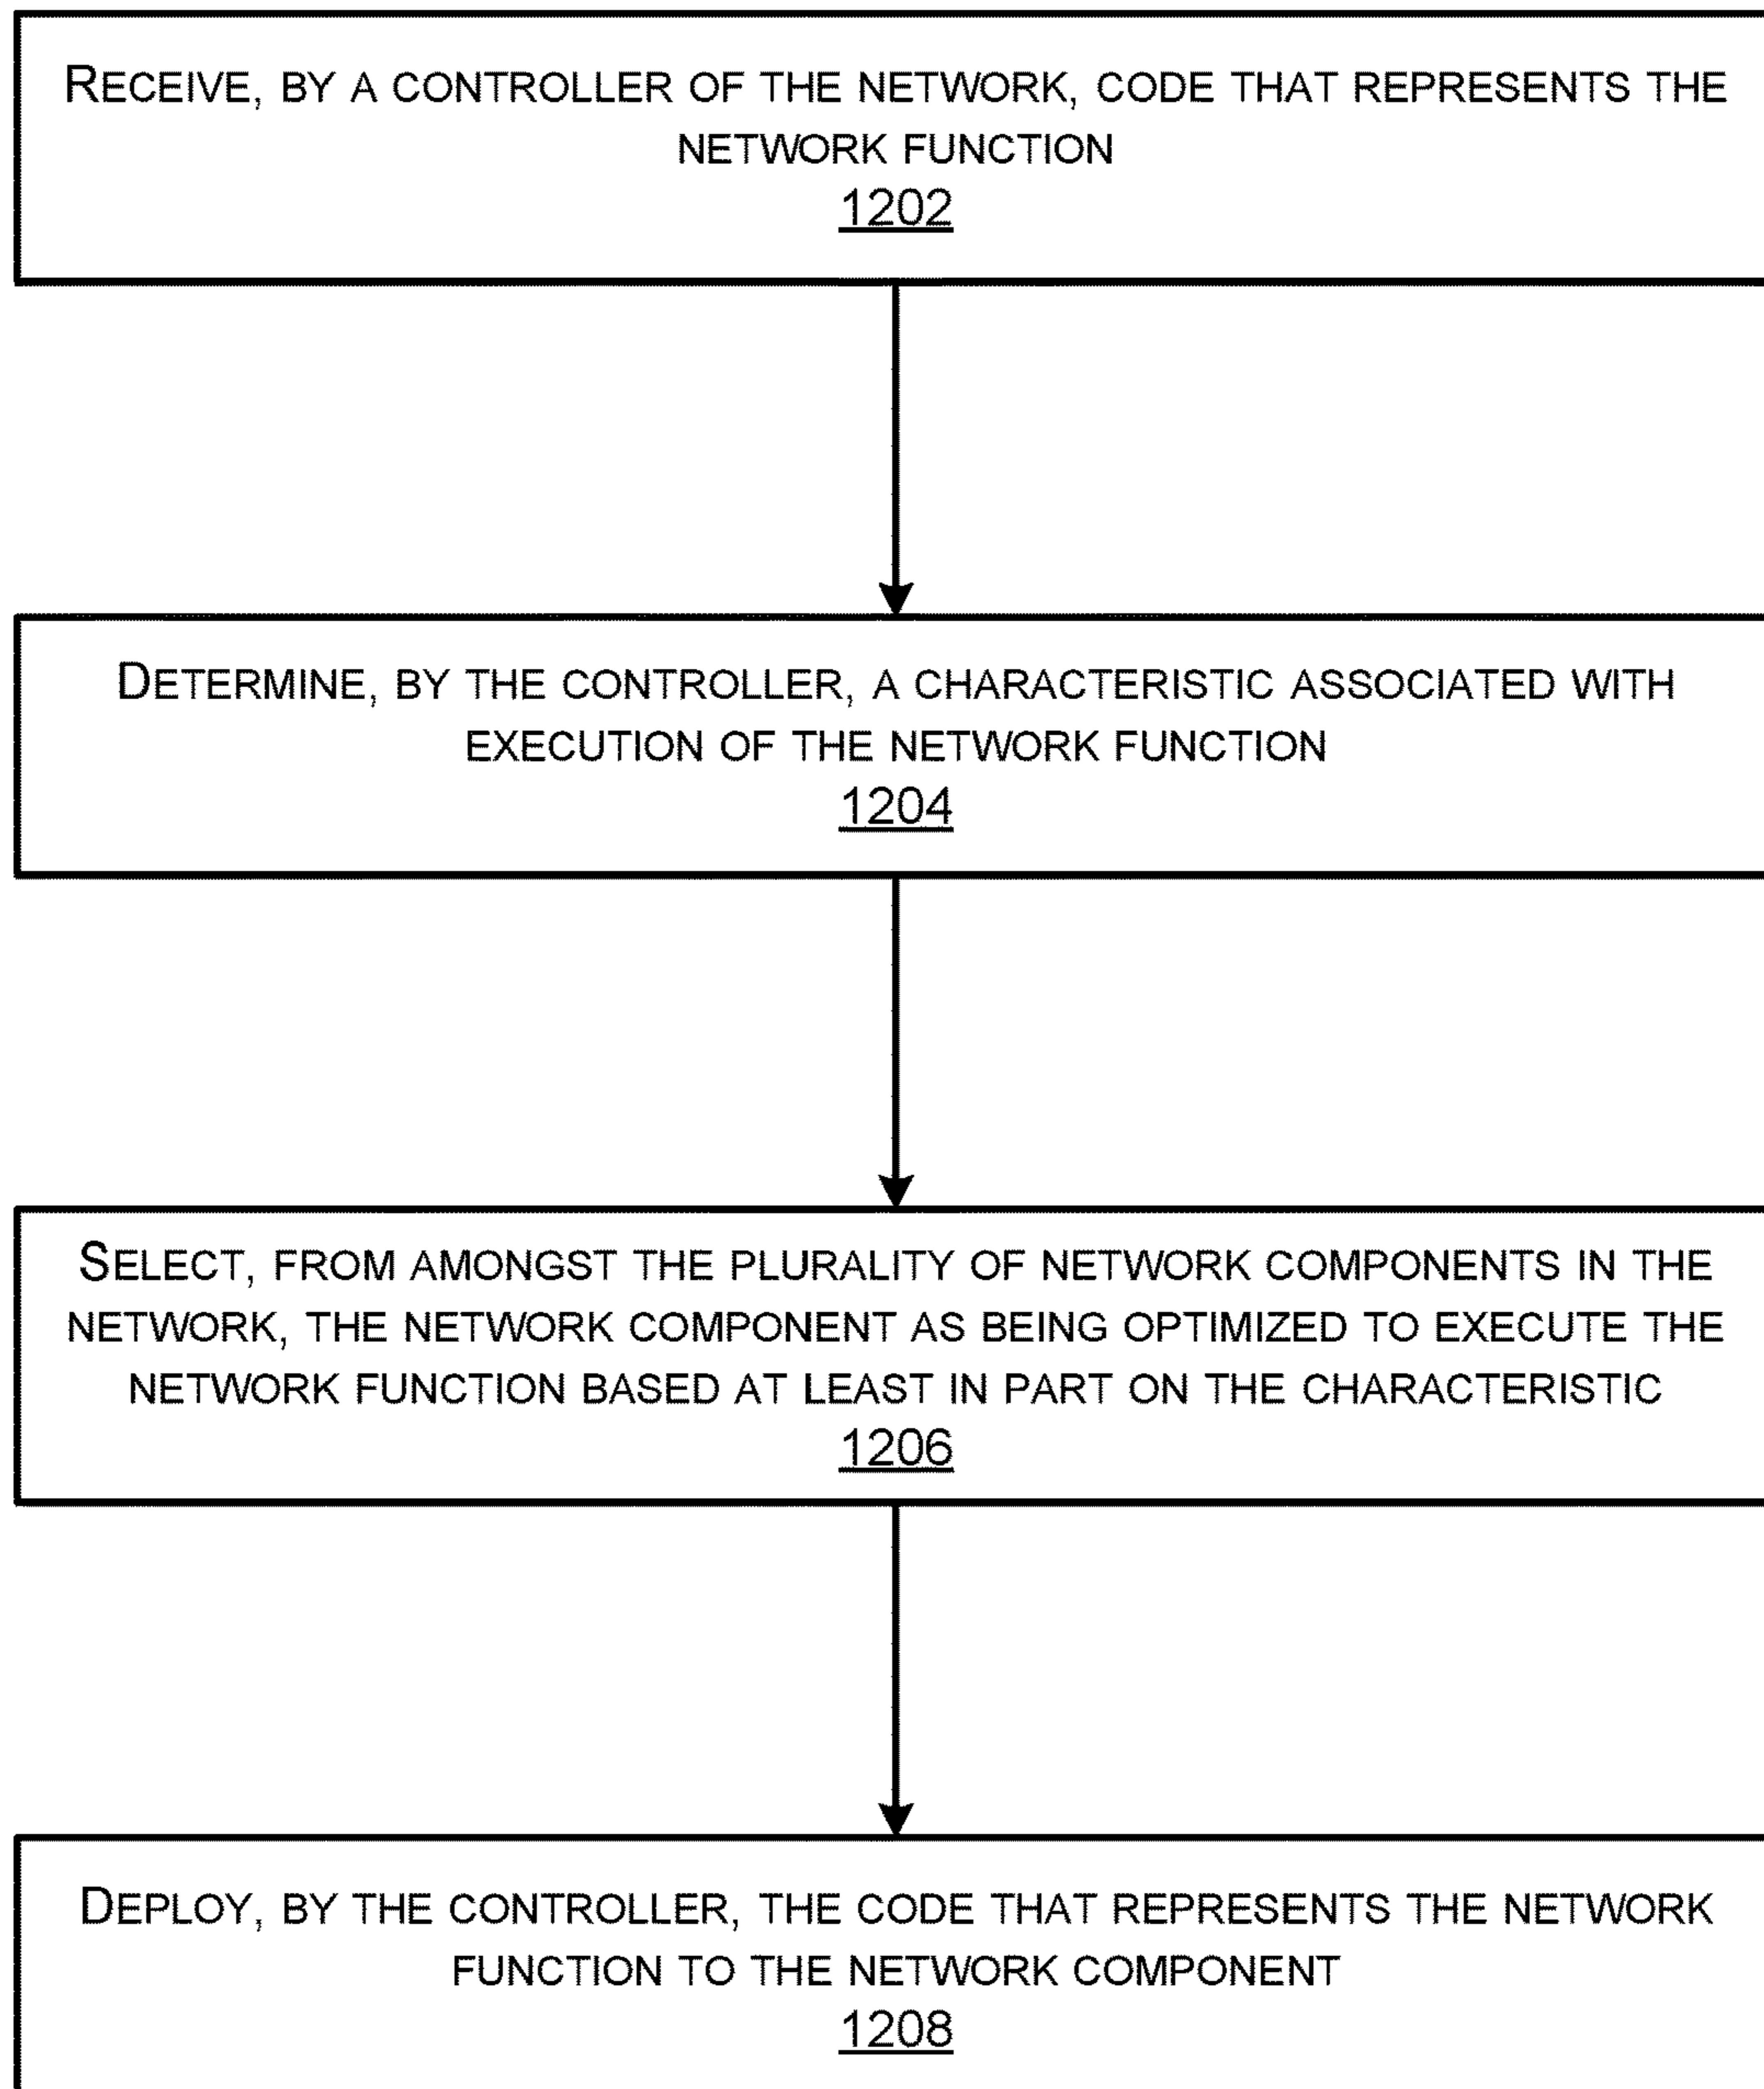 RECEIVE, BY A CONTROLLER OF THE NETWORK, CODE THAT REPRESENTS THE
NETWORK FUNCTION
1202
DETERMINE, BY THE CONTROLLER, A CHARACTERISTIC ASSOCIATED WITH
EXECUTION OF THE NETWORK FUNCTION
1204
SELECT, FROM AMONGST THE PLURALITY OF NETWORK COMPONENTS IN THE
NETWORK, THE NETWORK COMPONENT AS BEING OPTIMIZED TO EXECUTE THE
NETWORK FUNCTION BASED AT LEAST IN PART ON THE CHARACTERISTIC
1206
DEPLOY, BY THE CONTROLLER, THE CODE THAT REPRESENTS THE NETWORK
FUNCTION TO THE NETWORK COMPONENT
1208